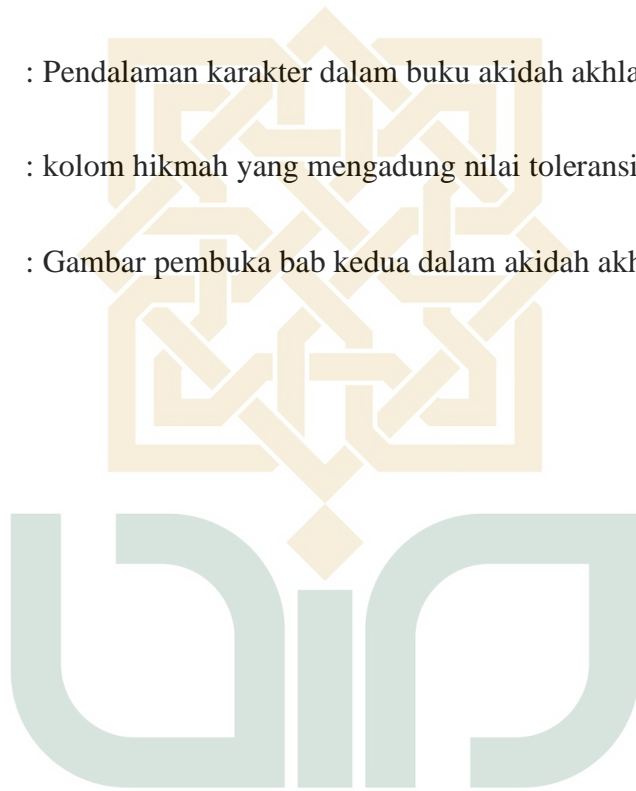 : Pendalaman karakter dalam buku akidah akhla
: kolom hikmah yang mengadung nilai toleransi
: Gambar pembuka bab kedua dalam akidah akh